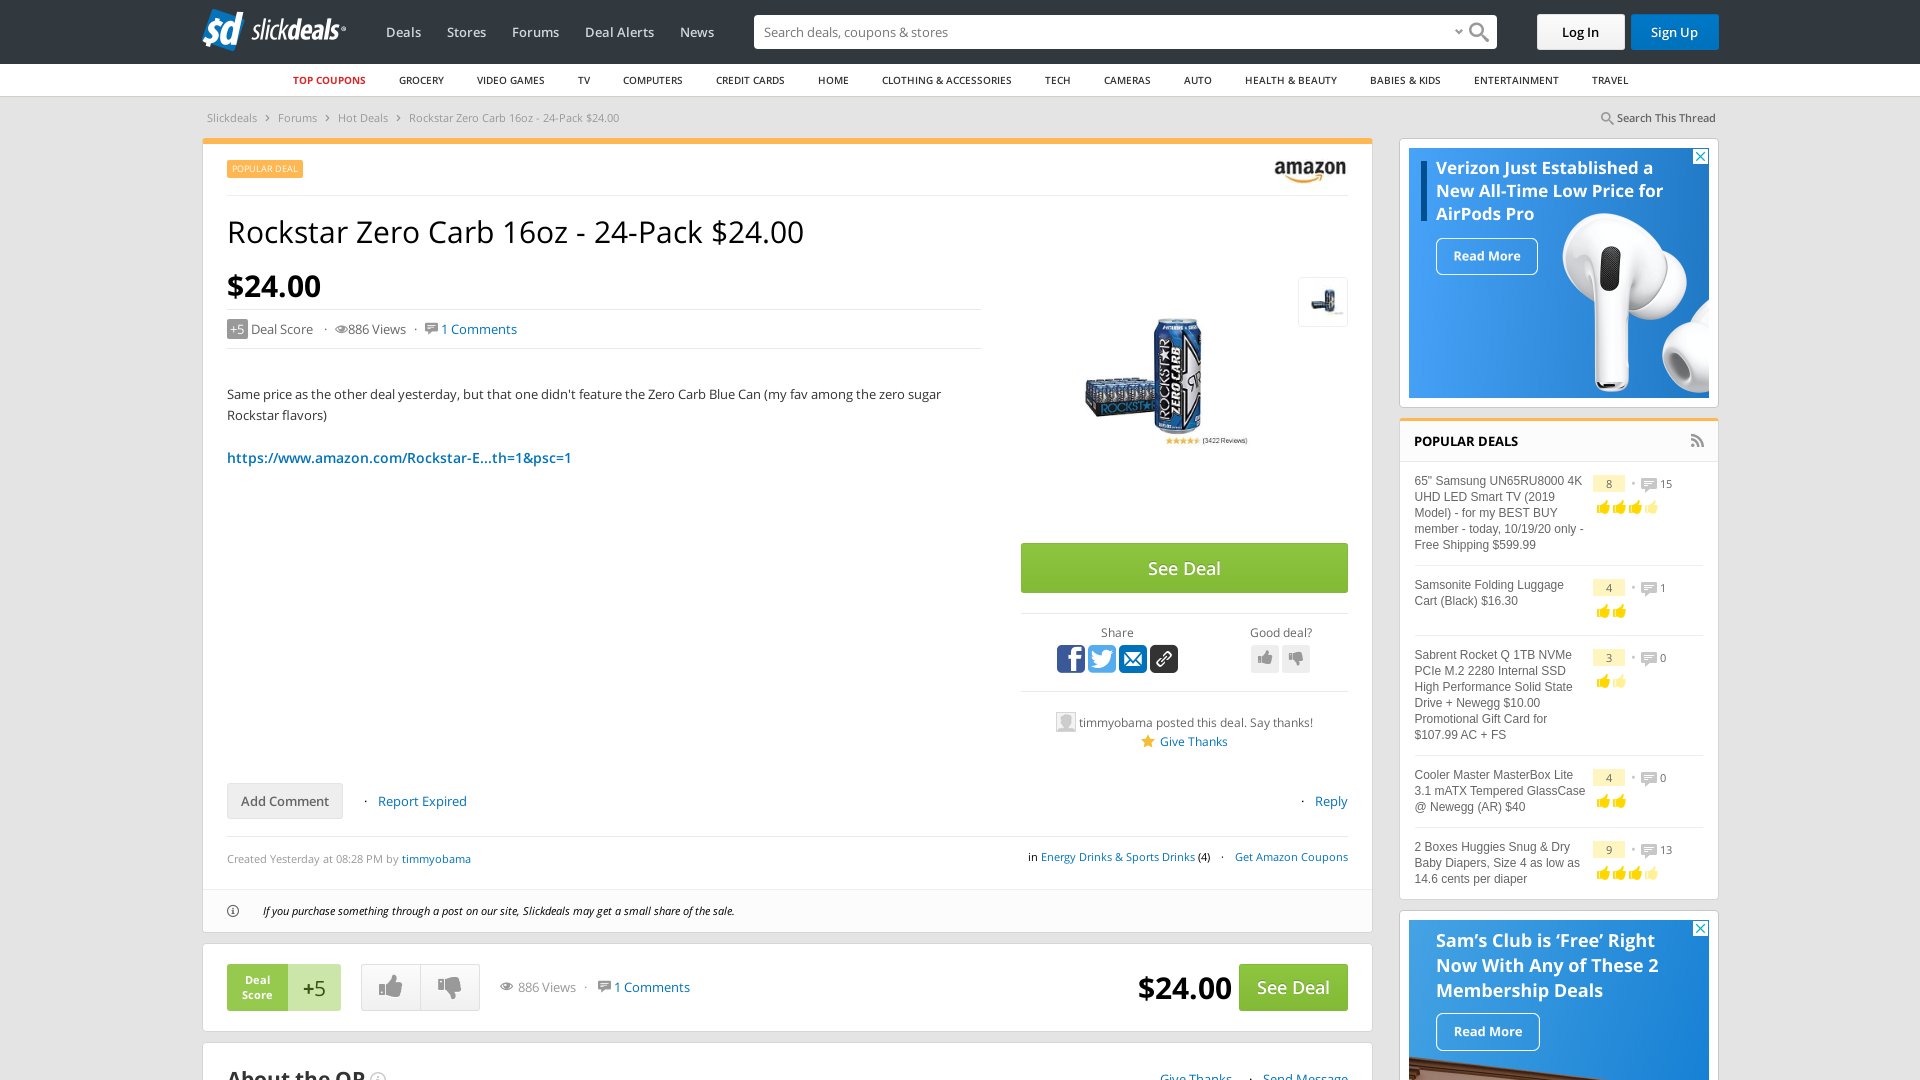 slickdeals
Deals
Stores
Forums
Deal Alerts
News
Search deals, coupons & stores
Log In
Sign Up
TOP COUPONS
GROCERY
VIDEO GAMES
TV
COMPUTERS
CREDIT CARDS
HOME
CLOTHING & ACCESSORIES
TECH
CAMERAS
AUTO
HEALTH & BEAUTY
BABIES & KIDS
ENTERTAINMENT
TRAVEL
Slickdeals › Forums › Hot Deals › Rockstar Zero Carb 16oz - 24-Pack $24.00
Search This Thread
POPULAR DEAL
amazon
Rockstar Zero Carb 16oz - 24-Pack $24.00
$24.00
+5 Deal Score · 886 Views · 1 Comments
Same price as the other deal yesterday, but that one didn't feature the Zero Carb Blue Can (my fav among the zero sugar
Rockstar flavors)
https://www.amazon.com/Rockstar-E...th=1&psc=1
ROCKSTAR
ZERO CARB
ROCKSTAR
(3422 Reviews)
See Deal
Share
Good deal?
timmyobama posted this deal. Say thanks!
Give Thanks
Add Comment
· Report Expired
· Reply
Created Yesterday at 08:28 PM by timmyobama
in Energy Drinks & Sports Drinks (4) · Get Amazon Coupons
If you purchase something through a post on our site, Slickdeals may get a small share of the sale.
Deal
Score
+5
886 Views · 1 Comments
$24.00
See Deal
About the OP
Give Thanks · Send Message
Verizon Just Established a
New All-Time Low Price for
AirPods Pro
Read More
POPULAR DEALS
65" Samsung UN65RU8000 4K
UHD LED Smart TV (2019
Model) - for my BEST BUY
member - today, 10/19/20 only -
Free Shipping $599.99
8 • 15
Samsonite Folding Luggage
Cart (Black) $16.30
4 • 1
Sabrent Rocket Q 1TB NVMe
PCIe M.2 2280 Internal SSD
High Performance Solid State
Drive + Newegg $10.00
Promotional Gift Card for
$107.99 AC + FS
3 • 0
Cooler Master MasterBox Lite
3.1 mATX Tempered GlassCase
@ Newegg (AR) $40
4 • 0
2 Boxes Huggies Snug & Dry
Baby Diapers, Size 4 as low as
14.6 cents per diaper
9 • 13
Sam's Club is ‘Free’ Right
Now With Any of These 2
Membership Deals
Read More